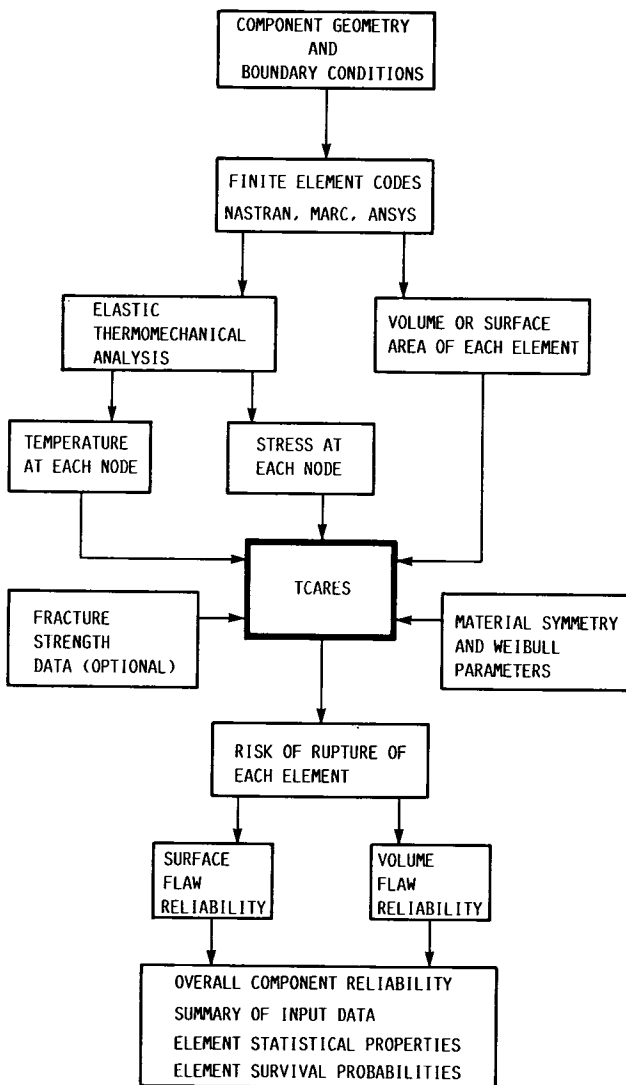 COMPONENT GEOMETRY
AND
BOUNDARY CONDITIONS
FINITE ELEMENT CODES
NASTRAN, MARC, ANSYS
ELASTIC
THERMOMECHANICAL
ANALYSIS
VOLUME OR SURFACE
AREA OF EACH ELEMENT
TEMPERATURE
AT EACH NODE
STRESS AT
EACH NODE
TCARES
FRACTURE
STRENGTH
DATA (OPTIONAL)
MATERIAL SYMMETRY
AND WEIBULL
PARAMETERS
RISK OF RUPTURE OF
EACH ELEMENT
SURFACE
FLAW
RELIABILITY
VOLUME
FLAW
RELIABILITY
OVERALL COMPONENT RELIABILITY
SUMMARY OF INPUT DATA
ELEMENT STATISTICAL PROPERTIES
ELEMENT SURVIVAL PROBABILITIES